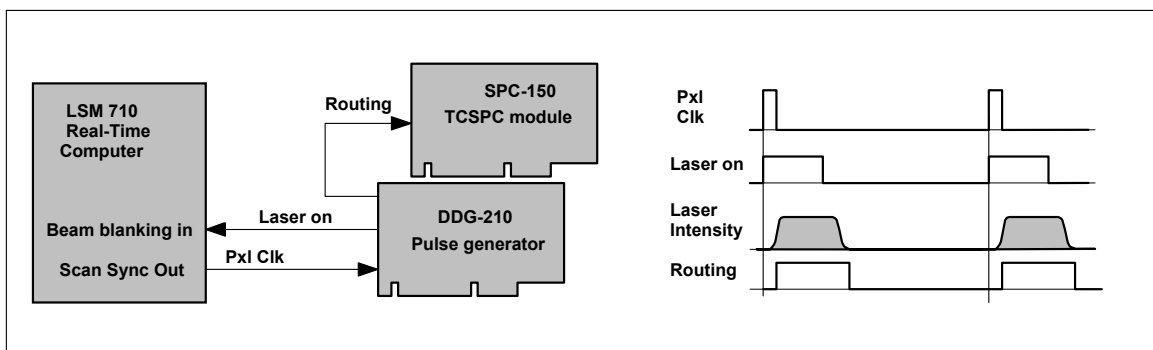 LSM 710
Real-Time
Computer
Beam blanking in
Scan Sync Out
Routing
SPC-150
TCSPC module
Laser on
Pxl Clk
DDG-210
Pulse generator
Pxl
Clk
Laser on
Laser
Intensity
Routing